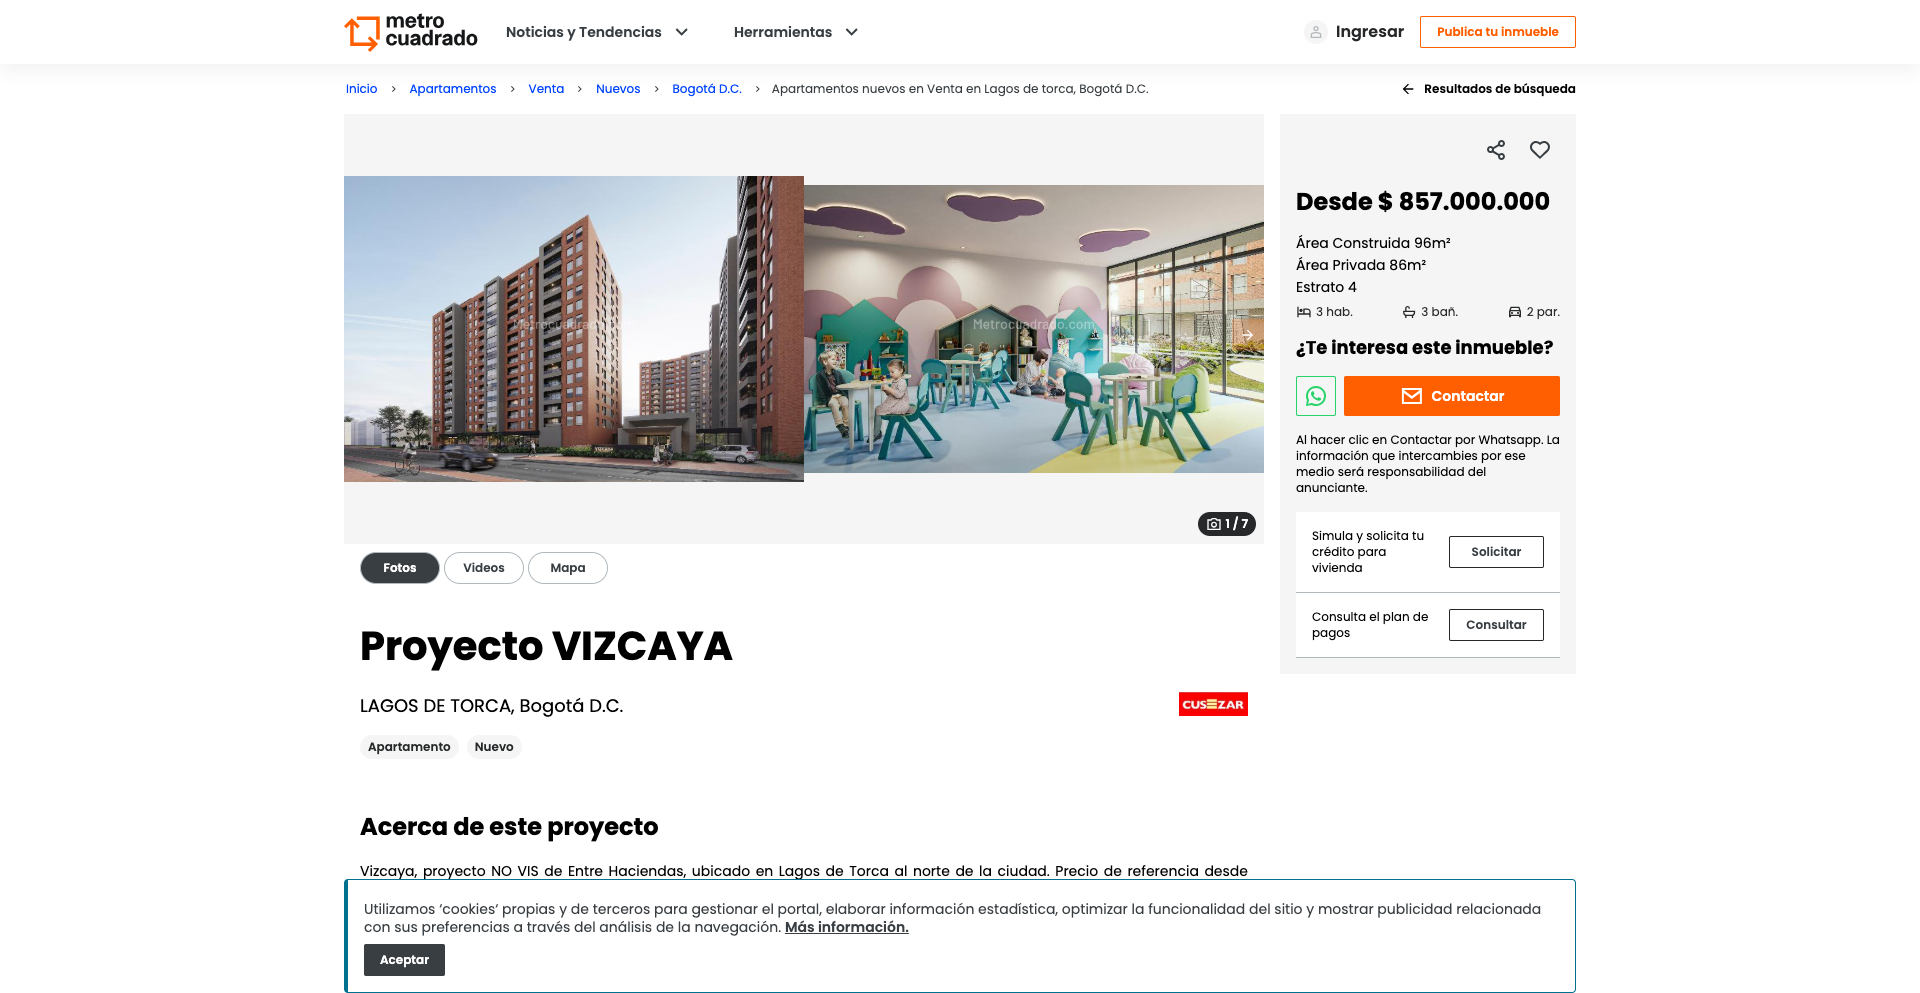 metro
cuadrado
Noticias y Tendencias
Herramientas
Ingresar
Publica tu inmueble
Inicio > Apartamentos > Venta > Nuevos > Bogotá D.C. > Apartamentos nuevos en Venta en Lagos de torca, Bogotá D.C.
← Resultados de búsqueda
Metrocuadrado.com
Metrocuadrado.com
1 / 7
Fotos
Videos
Mapa
Desde $ 857.000.000
Área Construida 96m²
Área Privada 86m²
Estrato 4
3 hab.
3 bañ.
2 par.
¿Te interesa este inmueble?
Contactar
Al hacer clic en Contactar por Whatsapp. La
información que intercambies por ese
medio será responsabilidad del
anunciante.
Simula y solicita tu
crédito para
vivienda
Solicitar
Consulta el plan de
pagos
Consultar
Proyecto VIZCAYA
LAGOS DE TORCA, Bogotá D.C.
CUSEZAR
Apartamento
Nuevo
Acerca de este proyecto
Vizcaya, proyecto NO VIS de Entre Haciendas, ubicado en Lagos de Torca al norte de la ciudad. Precio de referencia desde
Utilizamos ‘cookies‘ propias y de terceros para gestionar el portal, elaborar información estadística, optimizar la funcionalidad del sitio y mostrar publicidad relacionada
con sus preferencias a través del análisis de la navegación. Más información.
Aceptar